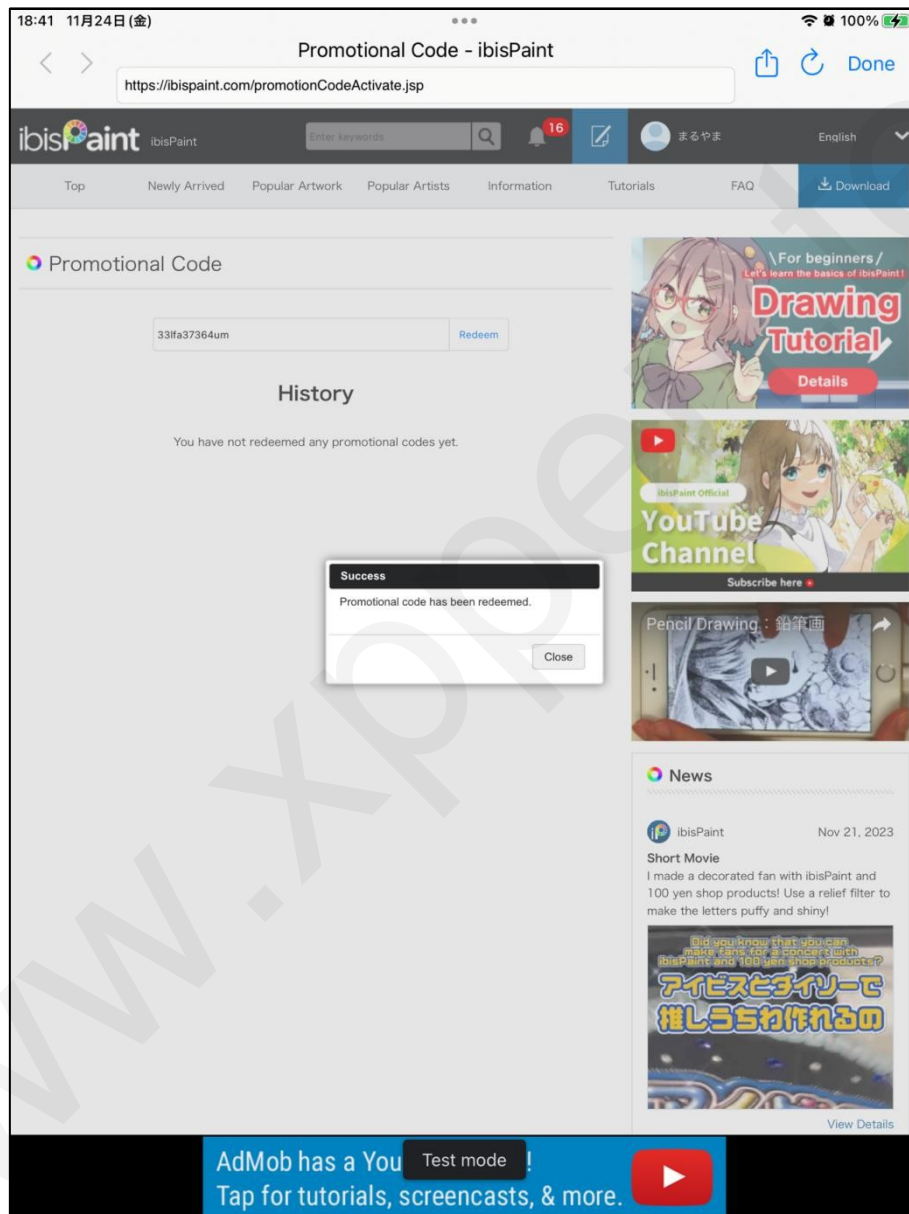 18:41 11月24日(金)
100%
Promotional Code - ibisPaint
Done
https://ibispaint.com/promotionCodeActivate.jsp
ibisPaint ibisPaint
Enter keywords
16
まるやま
English
Top
Newly Arrived
Popular Artwork
Popular Artists
Information
Tutorials
FAQ
Download
Promotional Code
33lfa37364um
Redeem
History
You have not redeemed any promotional codes yet.
Success
Promotional code has been redeemed.
Close
\For beginners/
Let's learn the basics of ibisPaint!
Drawing
Tutorial
Details
ibisPaint Official
YouTube
Channel
Subscribe here
Pencil Drawing : 鉛筆画
News
ibisPaint
Nov 21, 2023
Short Movie
I made a decorated fan with ibisPaint and
100 yen shop products! Use a relief filter to
make the letters puffy and shiny!
Did you know that you can
make fans for a concert with
ibisPaint and 100 yen shop products?
アイビスとダイソーで
推しうちわ作れるの
View Details
AdMob has a You
Test mode
!
Tap for tutorials, screencasts, & more.